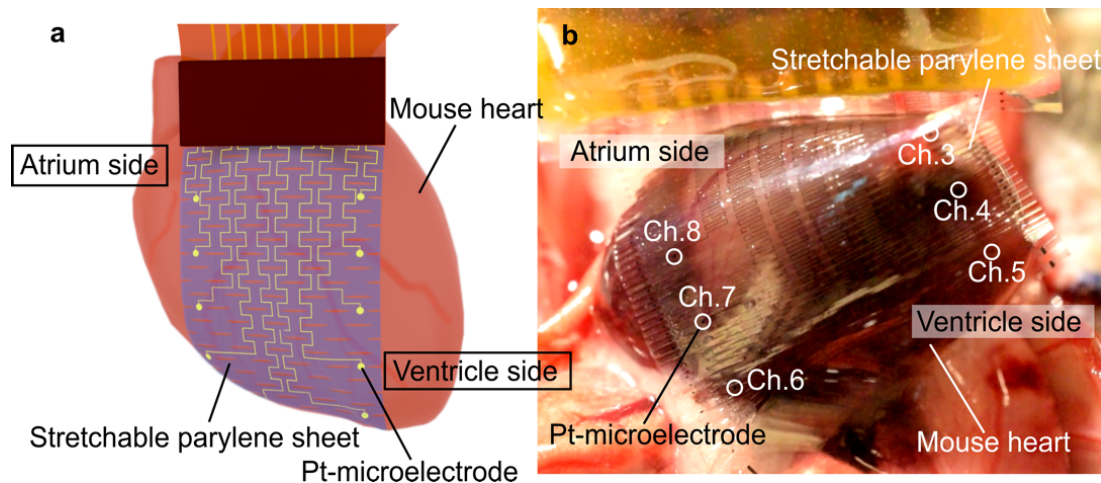 a
Mouse heart
Atrium side
Ventricle side
Stretchable parylene sheet
Pt-microelectrode
b
Stretchable parylene sheet
Atrium side
Ch.3
Ch.4
Ch.8
Ch.5
Ch.7
Ventricle side
Ch.6
Pt-microelectrode
Mouse heart